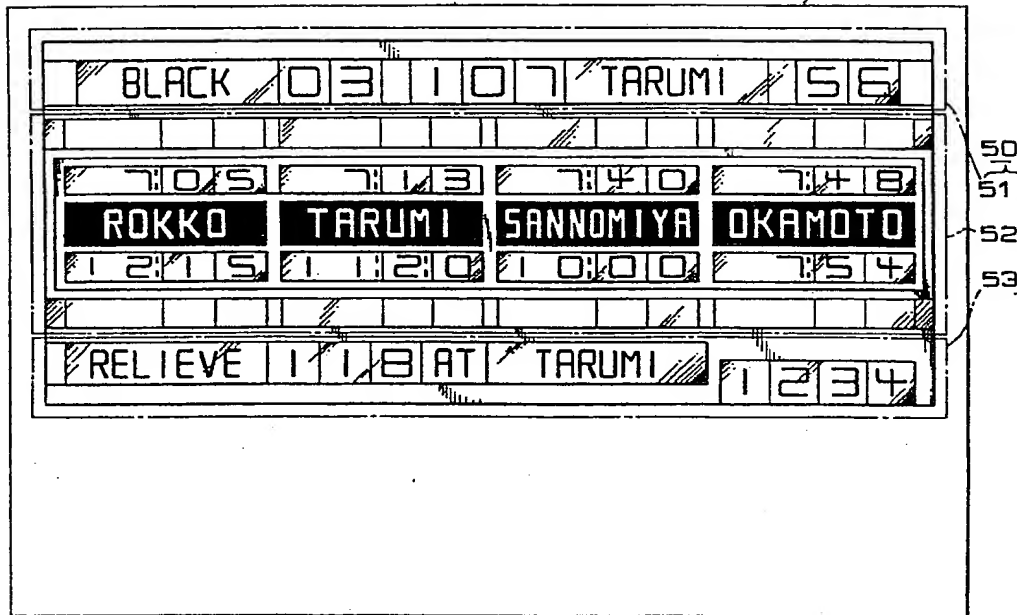 BLACK 03 107 TARUMI SE
50
51
7:05 7:13 7:40 7:48
ROKKO TARUMI SANNOMIYA OKAMOTO
52
12:15 11:20 10:00 7:54
53
RELIEVE 118 AT TARUMI
1234